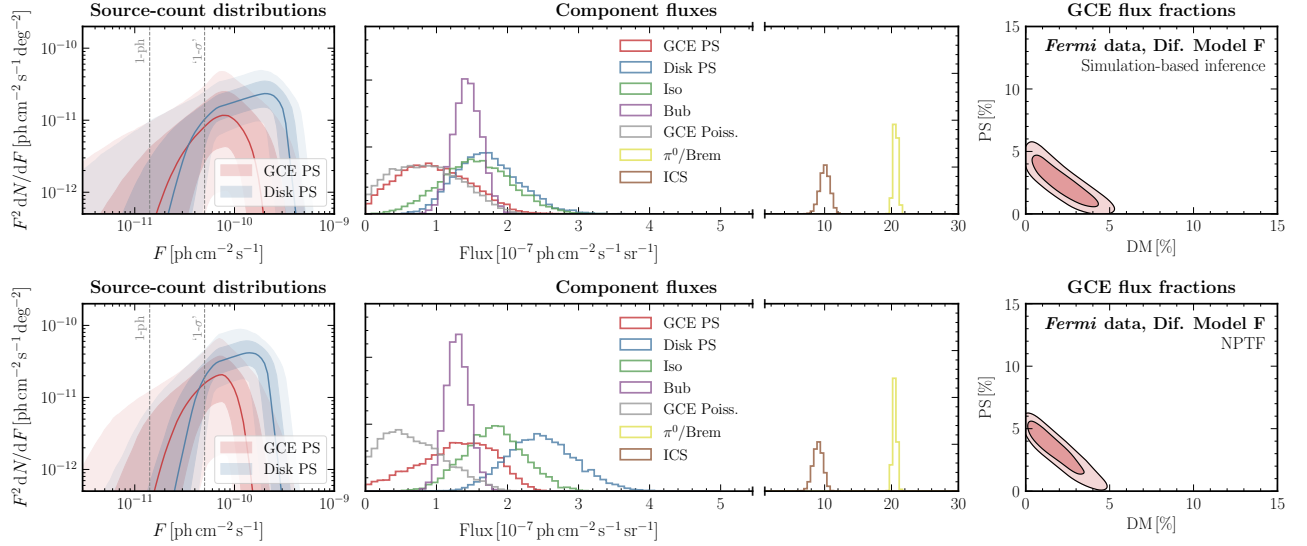 Source-count distributions
Component fluxes
GCE flux fractions
F² dN/dF [ph cm⁻² s⁻¹ deg⁻²]
10⁻¹⁰
10⁻¹¹
10⁻¹²
1-ph
'1-σ'
GCE PS
Disk PS
10⁻¹¹ 10⁻¹⁰ 10⁻⁹
F [ph cm⁻² s⁻¹]
GCE PS
Disk PS
Iso
Bub
GCE Poiss.
π⁰/Brem
ICS
0 1 2 3 4 5
10 20 30
Flux [10⁻⁷ ph cm⁻² s⁻¹ sr⁻¹]
Fermi data, Dif. Model F
Simulation-based inference
PS [%]
15
10
5
0
0 5 10 15
DM [%]
Source-count distributions
Component fluxes
GCE flux fractions
F² dN/dF [ph cm⁻² s⁻¹ deg⁻²]
10⁻¹⁰
10⁻¹¹
10⁻¹²
1-ph
'1-σ'
GCE PS
Disk PS
10⁻¹¹ 10⁻¹⁰ 10⁻⁹
F [ph cm⁻² s⁻¹]
GCE PS
Disk PS
Iso
Bub
GCE Poiss.
π⁰/Brem
ICS
0 1 2 3 4 5
10 20 30
Flux [10⁻⁷ ph cm⁻² s⁻¹ sr⁻¹]
Fermi data, Dif. Model F
NPTF
PS [%]
15
10
5
0
0 5 10 15
DM [%]